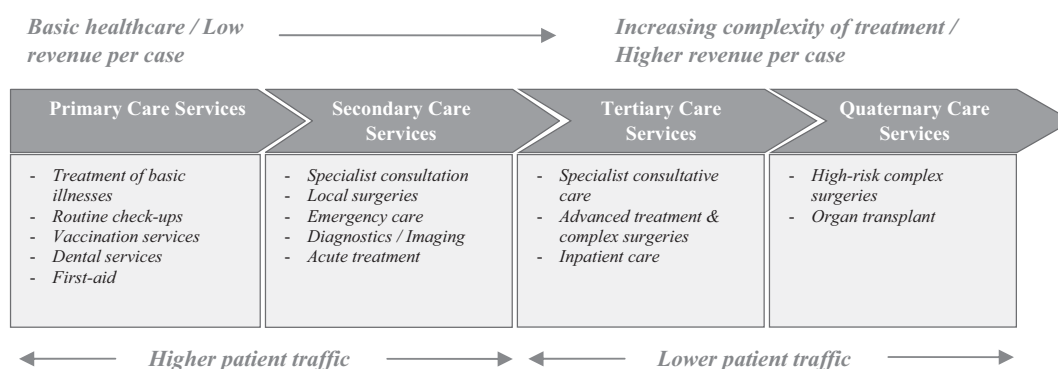 Basic healthcare / Low
revenue per case
Increasing complexity of treatment /
Higher revenue per case
Primary Care Services
Secondary Care
Services
Tertiary Care
Services
Quaternary Care
Services
- Treatment of basic
illnesses
- Routine check-ups
- Vaccination services
- Dental services
- First-aid
- Specialist consultation
- Local surgeries
- Emergency care
- Diagnostics / Imaging
- Acute treatment
- Specialist consultative
care
- Advanced treatment &
complex surgeries
- Inpatient care
- High-risk complex
surgeries
- Organ transplant
Higher patient traffic
Lower patient traffic